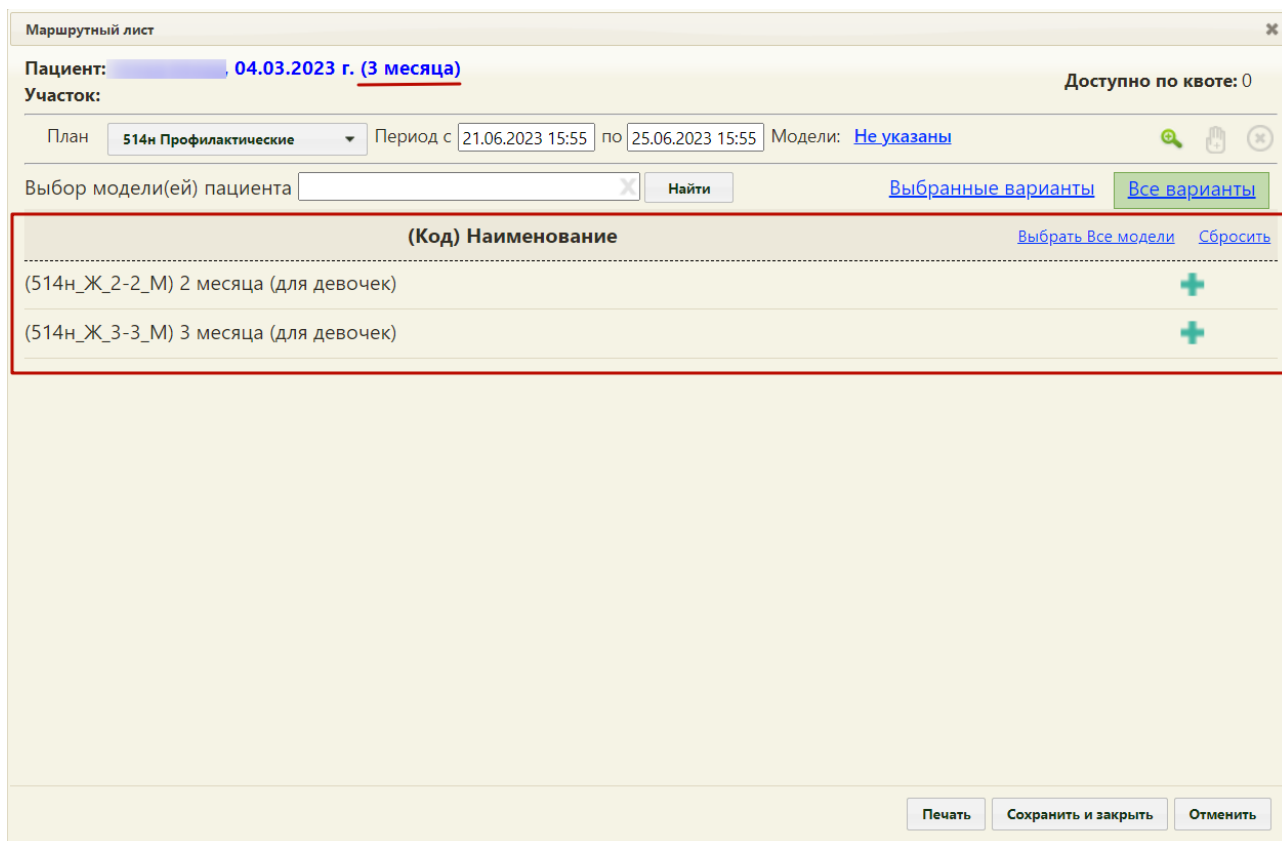 Маршрутный лист
Пациент: , 04.03.2023 г. (3 месяца)
Участок:
Доступно по квоте: 0
План 514н Профилактические Период с 21.06.2023 15:55 по 25.06.2023 15:55 Модели: Не указаны
Выбор модели(ей) пациента Найти Выбранные варианты Все варианты
(Код) Наименование Выбрать Все модели Сбросить
(514н_Ж_2-2_М) 2 месяца (для девочек)
(514н_Ж_3-3_М) 3 месяца (для девочек)
Печать Сохранить и закрыть Отменить